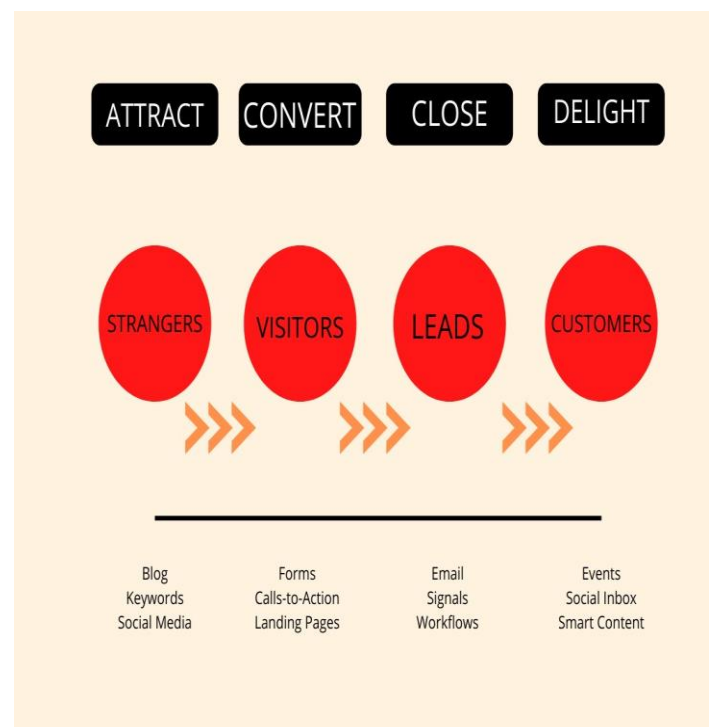 ATTRACT
CONVERT
CLOSE
DELIGHT
STRANGERS
VISITORS
LEADS
CUSTOMERS
Blog
Keywords
Social Media
Forms
Calls-to-Action
Landing Pages
Email
Signals
Workflows
Events
Social Inbox
Smart Content